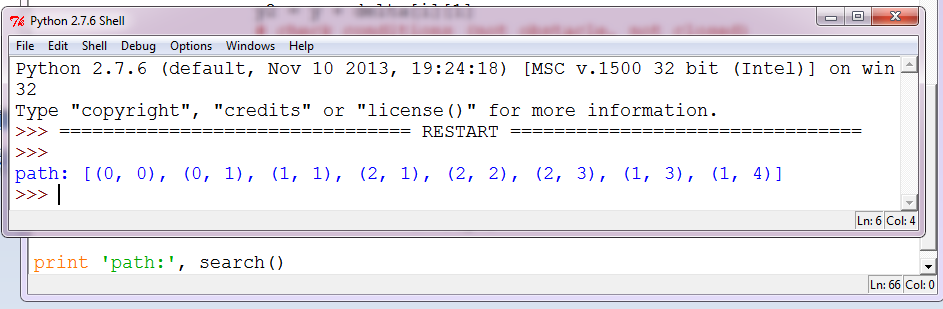 Python 2.7.6 Shell
File Edit Shell Debug Options Windows Help
Python 2.7.6 (default, Nov 10 2013, 19:24:18) [MSC v.1500 32 bit (Intel)] on win
32
Type "copyright", "credits" or "license()" for more information.
>>> ================================ RESTART ================================
>>>
path: [(0, 0), (0, 1), (1, 1), (2, 1), (2, 2), (2, 3), (1, 3), (1, 4)]
>>>
Ln: 6 Col: 4
print 'path:', search()
Ln: 66 Col: 0